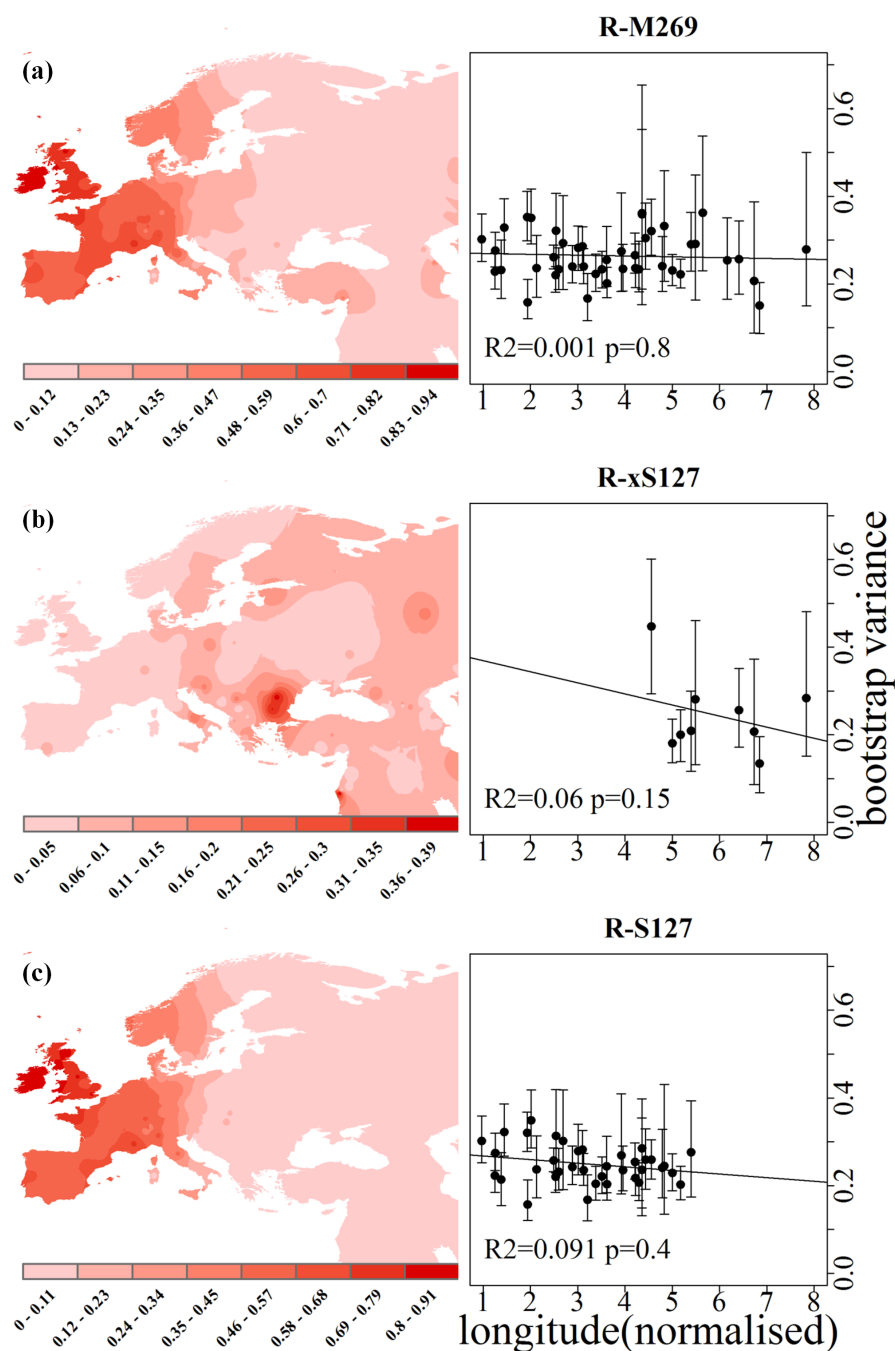 R-M269
(a)
0.0 0.2 0.4 0.6
R2=0.001 p=0.8
1 2 3 4 5 6 7 8
0 - 0.12 0.13 - 0.23 0.24 - 0.35 0.36 - 0.47 0.48 - 0.59 0.6 - 0.7 0.71 - 0.82 0.83 - 0.94
R-xS127
(b)
0.0 0.2 0.4 0.6
bootstrap variance
R2=0.06 p=0.15
1 2 3 4 5 6 7 8
0 - 0.05 0.06 - 0.1 0.11 - 0.15 0.16 - 0.2 0.21 - 0.25 0.26 - 0.3 0.31 - 0.35 0.36 - 0.39
R-S127
(c)
0.0 0.2 0.4 0.6
R2=0.091 p=0.4
1 2 3 4 5 6 7 8
0 - 0.11 0.12 - 0.23 0.24 - 0.34 0.35 - 0.45 0.46 - 0.57 0.58 - 0.68 0.69 - 0.79 0.8 - 0.91
longitude(normalised)